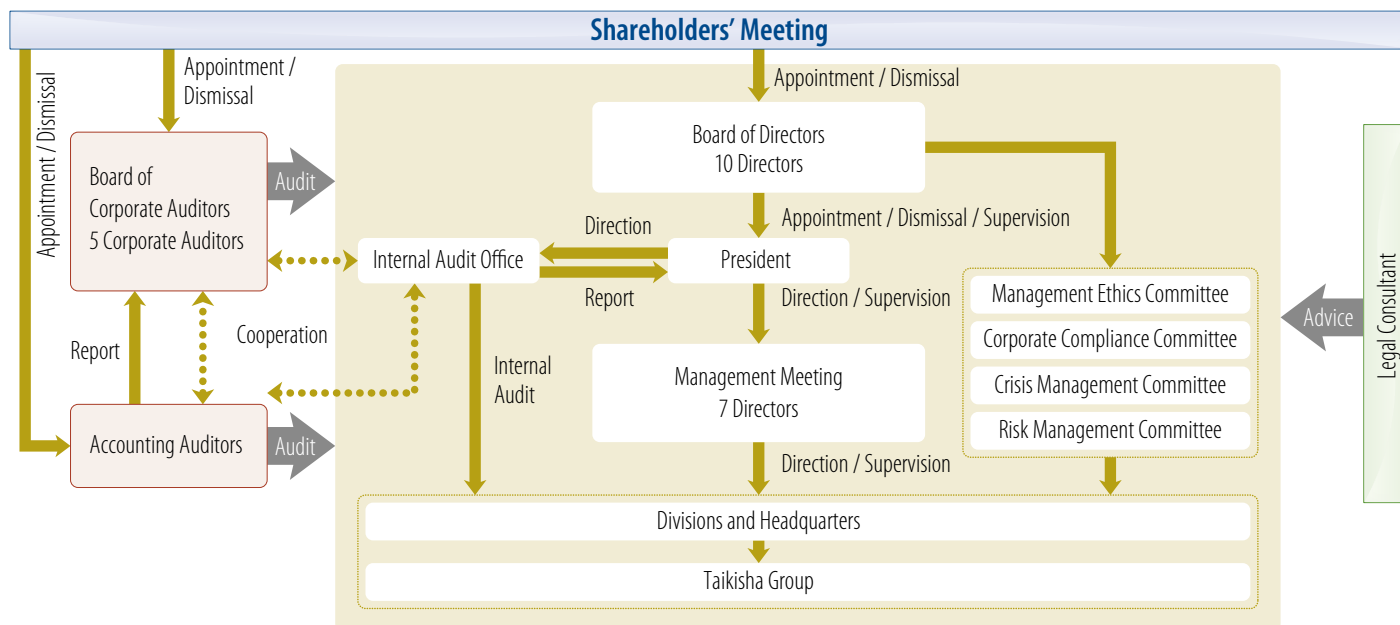 Shareholders' Meeting
Appointment / Dismissal
Appointment /
Dismissal
Appointment / Dismissal
Board of Directors
10 Directors
Board of
Corporate Auditors
5 Corporate Auditors
Audit
Appointment / Dismissal / Supervision
Direction
Internal Audit Office
President
Report
Direction / Supervision
Management Ethics Committee
Corporate Compliance Committee
Crisis Management Committee
Risk Management Committee
Advice
Legal Consultant
Cooperation
Report
Internal
Audit
Management Meeting
7 Directors
Accounting Auditors
Audit
Direction / Supervision
Divisions and Headquarters
Taikisha Group